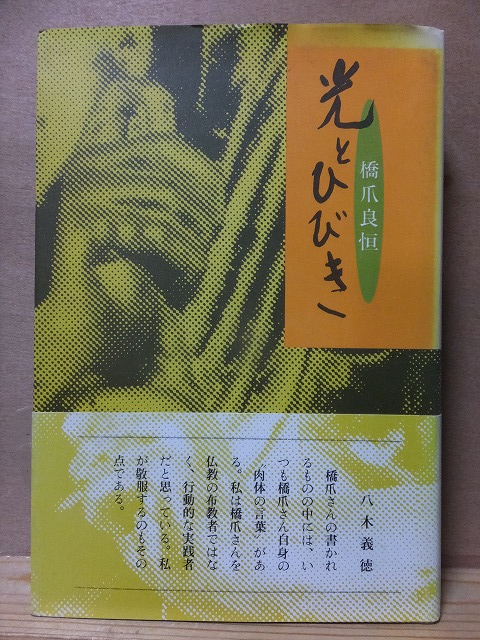 光とひびき
橋爪良恒
八木義徳
橋爪さんの書かれ
るものの中には、い
つも橋爪さん自身の
〝肉体の言葉〟があ
る。私は橋爪さんを
仏教の布教者ではな
く、行動的な実践者
だと思っている。私
が敬服するのもその
点である。